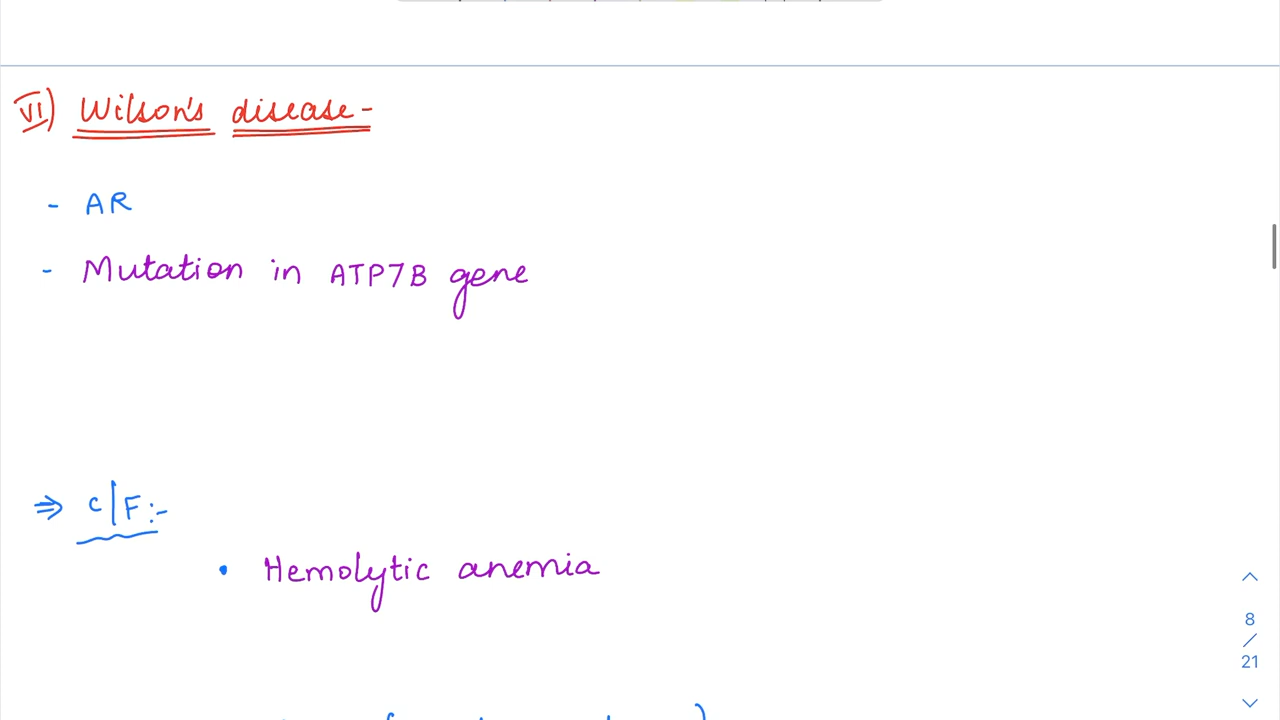 VI) Wilson's disease-
- AR
- Mutation in ATP7B gene
⇒ C/F:-
• Hemolytic anemia
8
/
21